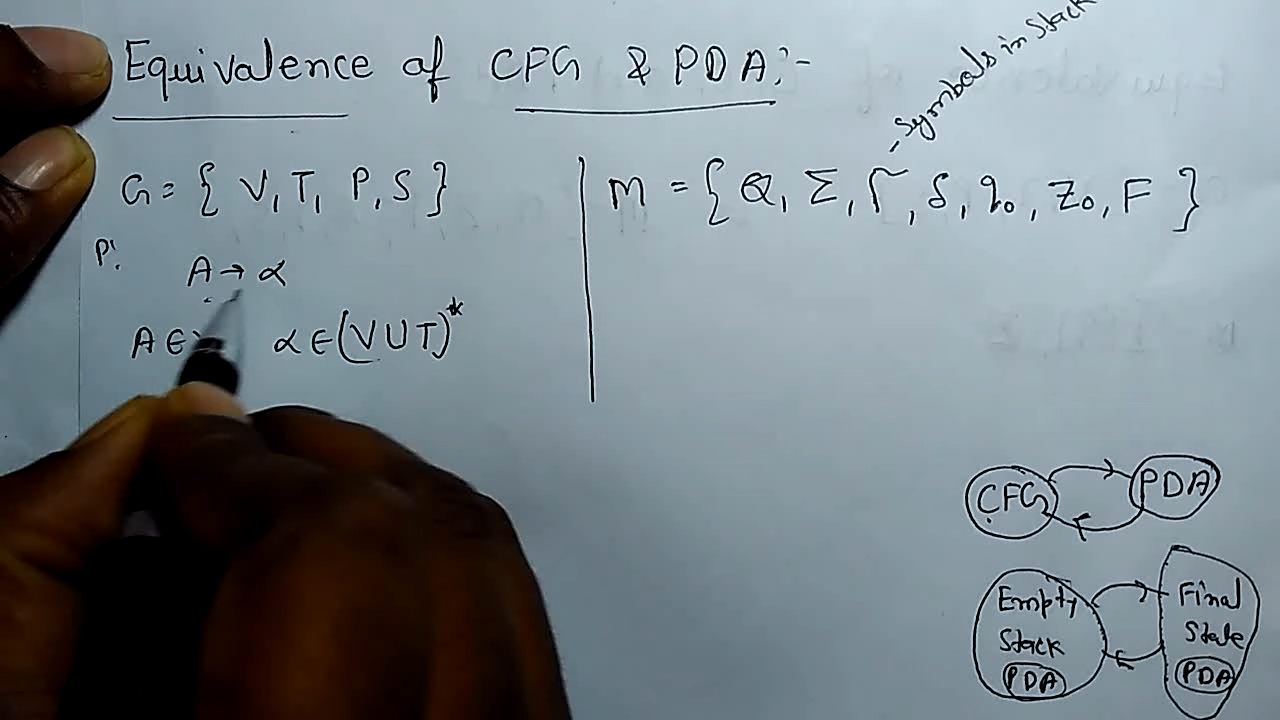 Equivalence of CFG & PDA:-
- Symbols in Stack
G = { V, T, P, S }
M = { Q, Σ, Γ, δ, q₀, Z₀, F }
P:
A → α
A ∈ α ∈ (V ∪ T)*
CFG PDA
Empty Stack PDA
Final State PDA